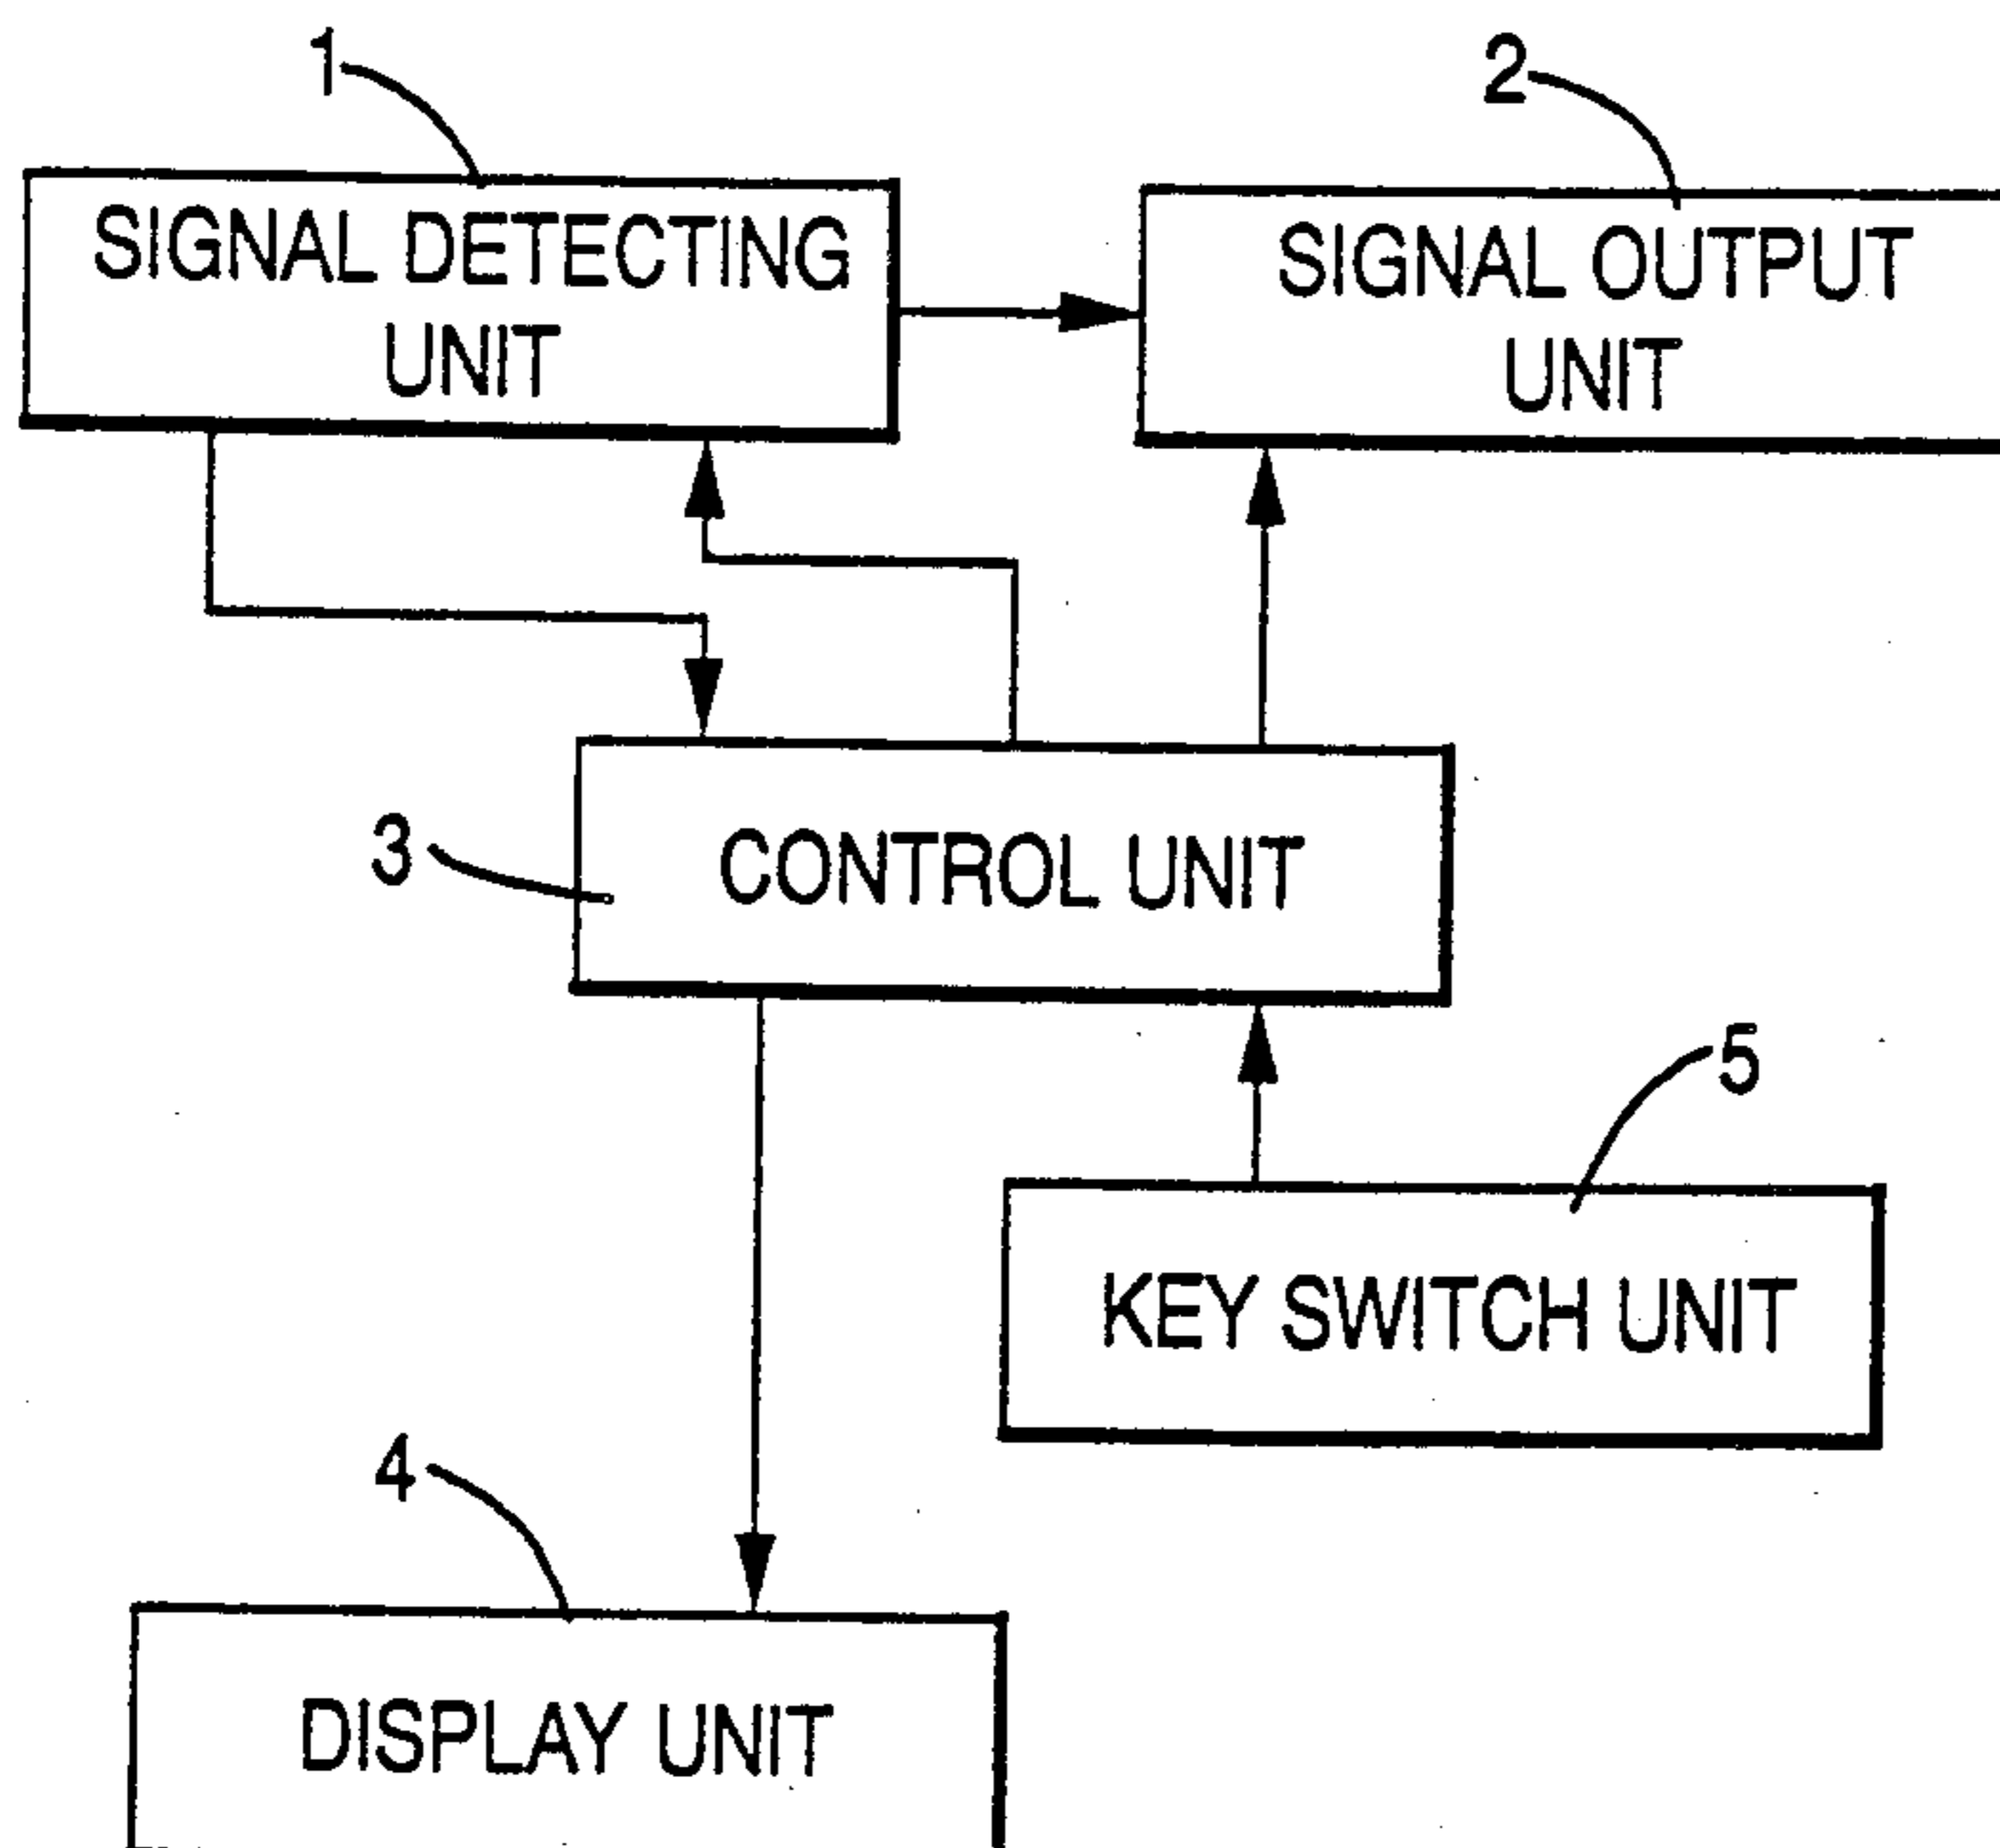 1
2
SIGNAL DETECTING
UNIT
SIGNAL OUTPUT
UNIT
3
CONTROL UNIT
5
KEY SWITCH UNIT
4
DISPLAY UNIT